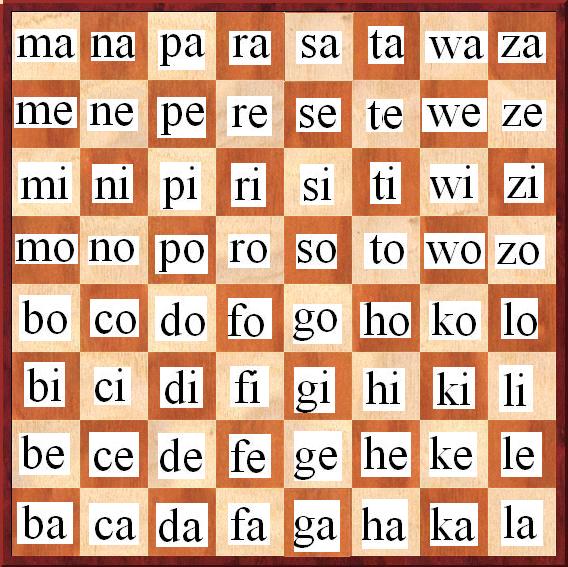 ma na pa ra sa ta wa za
me ne pe re se te we ze
mi ni pi ri si ti wi zi
mo no po ro so to wo zo
bo co do fo go ho ko lo
bi ci di fi gi hi ki li
be ce de fe ge he ke le
ba ca da fa ga ha ka la